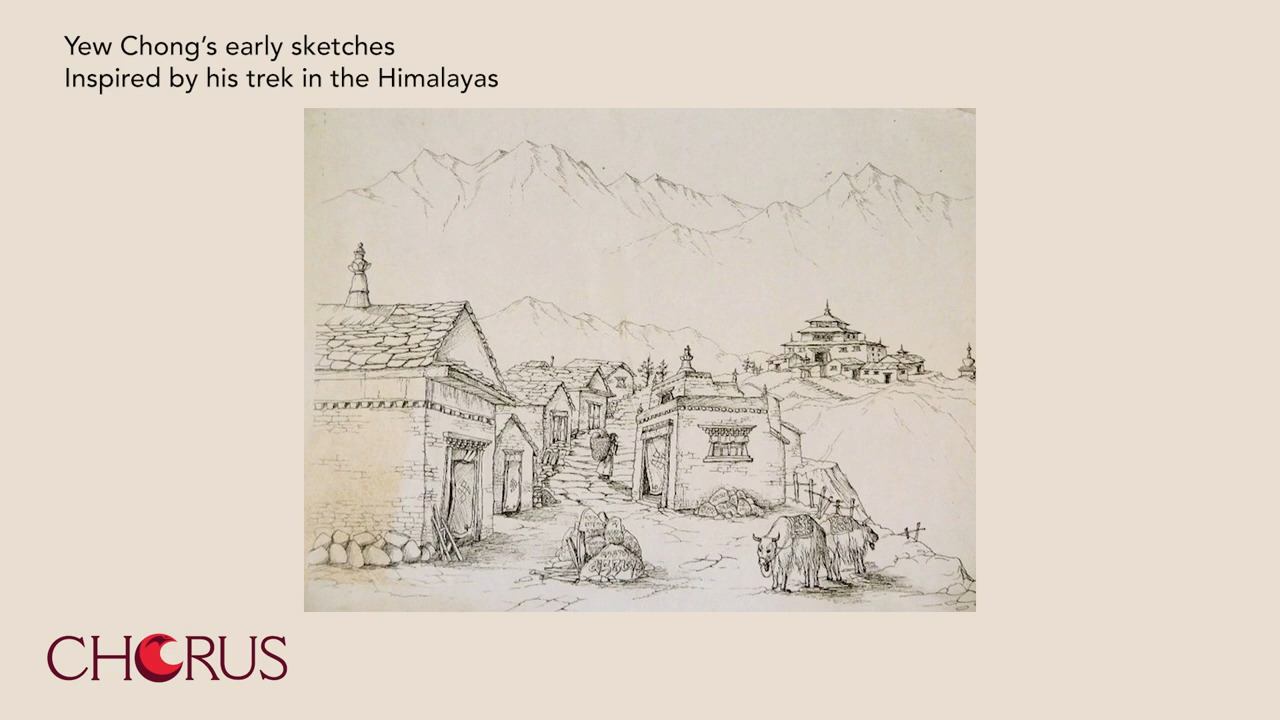 Yew Chong’s early sketches
Inspired by his trek in the Himalayas
CHORUS